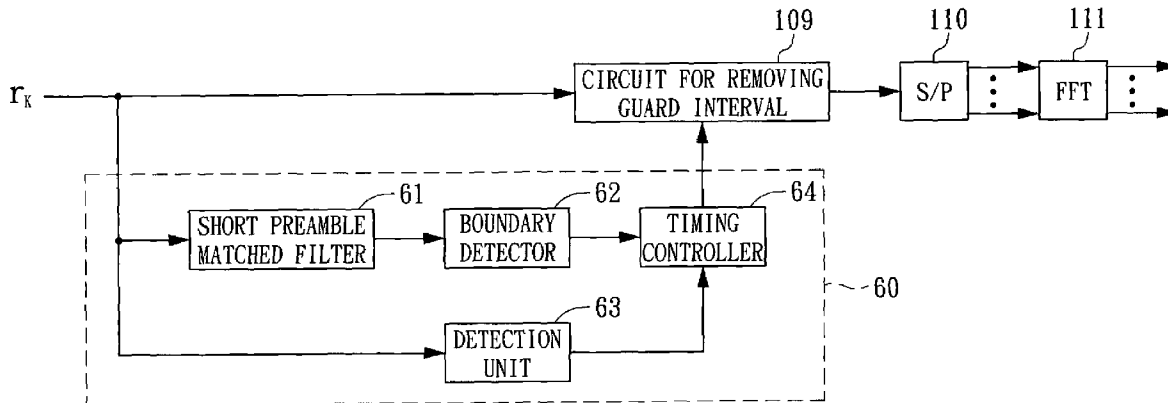 109
110
111
CIRCUIT FOR REMOVING
GUARD INTERVAL
S/P
FFT
rK
61
62
64
SHORT PREAMBLE
MATCHED FILTER
BOUNDARY
DETECTOR
TIMING
CONTROLLER
60
63
DETECTION
UNIT